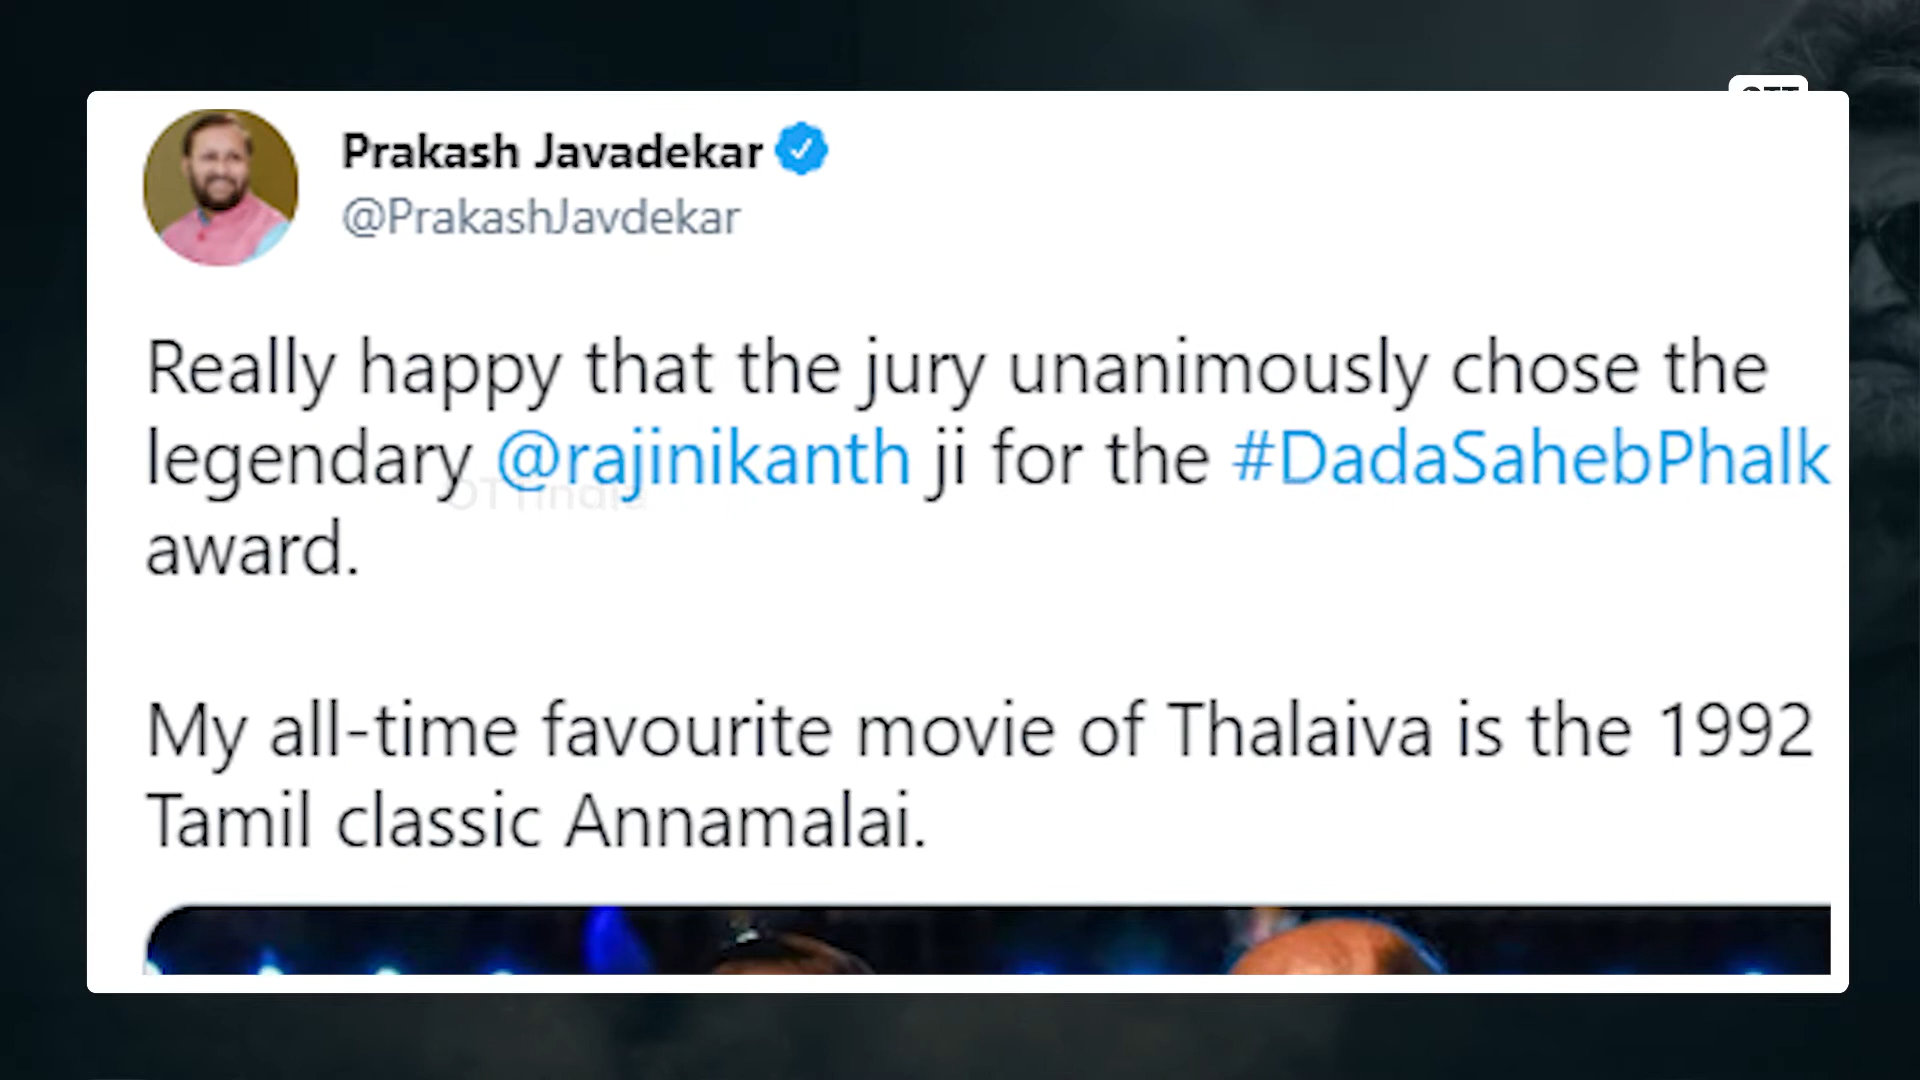 Prakash Javadekar
@PrakashJavdekar
Really happy that the jury unanimously chose the
legendary @rajinikanth ji for the #DadaSahebPhalk
award.
My all-time favourite movie of Thalaiva is the 1992
Tamil classic Annamalai.
OTTindia